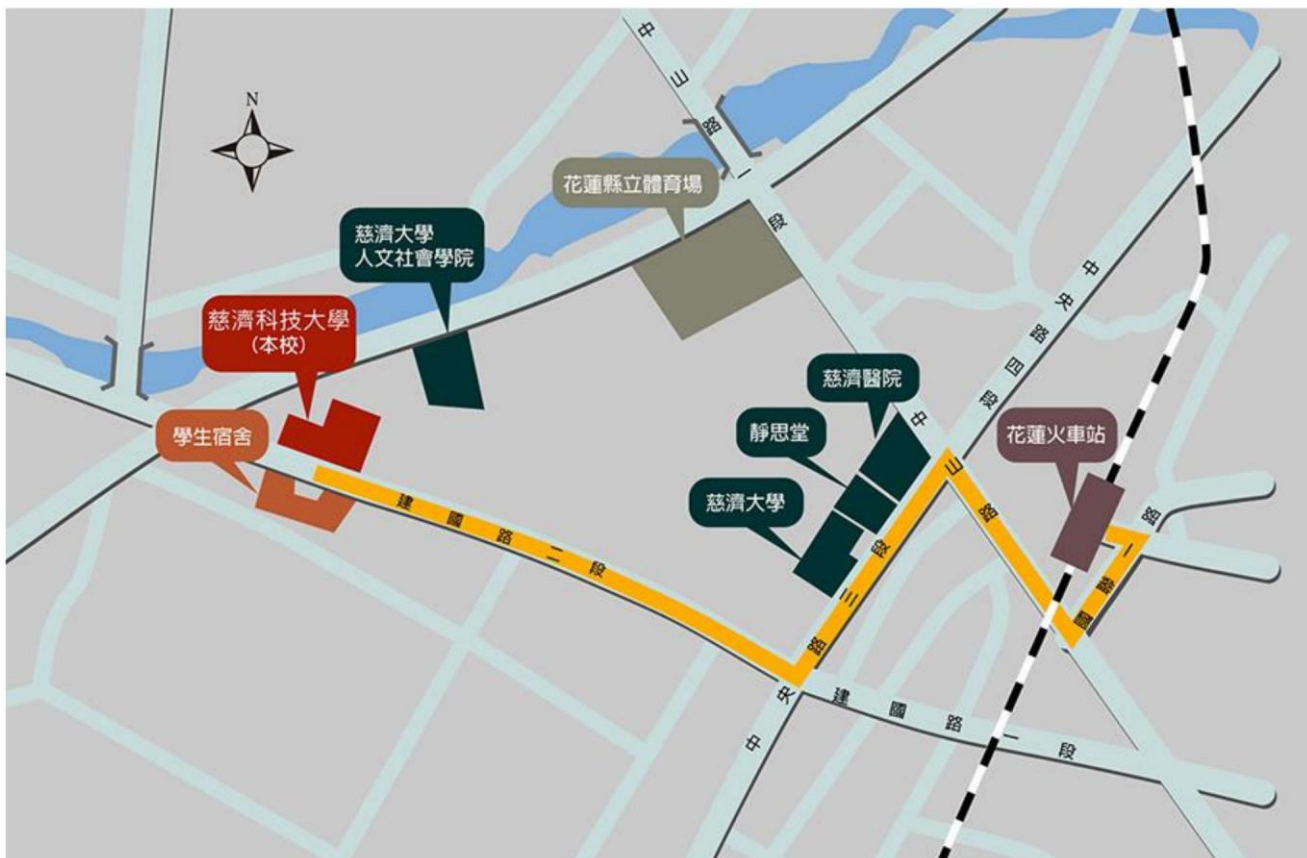 N
中山路一段
花蓮縣立體育場
慈濟大學
人文社會學院
慈濟科技大學
(本校)
學生宿舍
慈濟醫院
靜思堂
慈濟大學
花蓮火車站
中央路四段
中山路
中央路三段
國聯一路
建國路二段
建國路一段